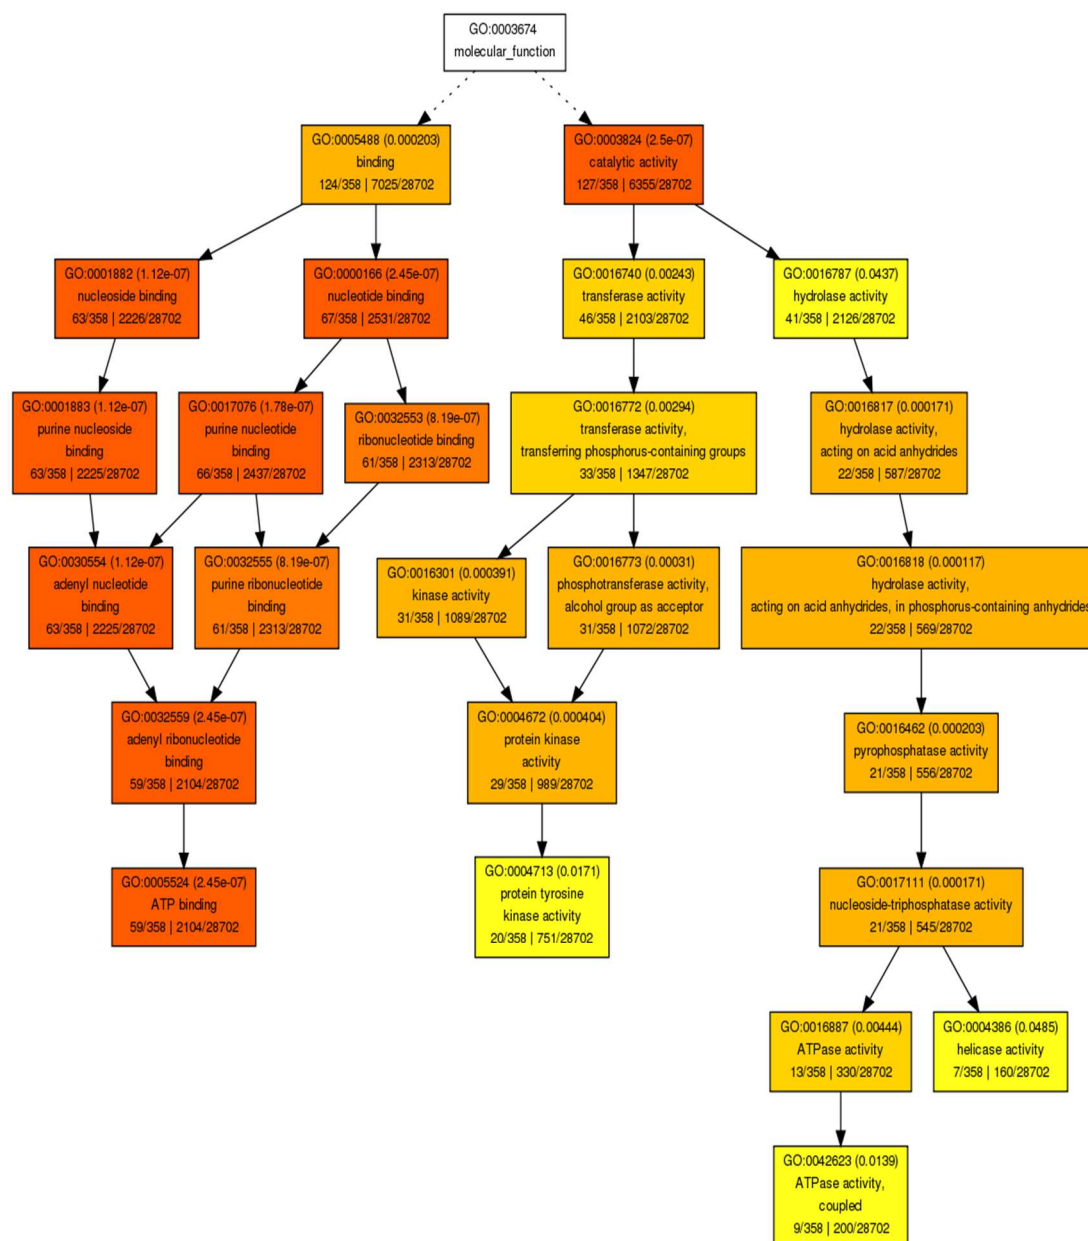 GO:0003674
molecular_function
GO:0005488 (0.000203)
binding
124/358 | 7025/28702
GO:0003824 (2.5e-07)
catalytic activity
127/358 | 6355/28702
GO:0001882 (1.12e-07)
nucleoside binding
63/358 | 2226/28702
GO:0000166 (2.45e-07)
nucleotide binding
67/358 | 2531/28702
GO:0016740 (0.00243)
transferase activity
46/358 | 2103/28702
GO:0016787 (0.0437)
hydrolase activity
41/358 | 2126/28702
GO:0001883 (1.12e-07)
purine nucleoside
binding
63/358 | 2225/28702
GO:0017076 (1.78e-07)
purine nucleotide
binding
66/358 | 2437/28702
GO:0032553 (8.19e-07)
ribonucleotide binding
61/358 | 2313/28702
GO:0016772 (0.00294)
transferase activity,
transferring phosphorus-containing groups
33/358 | 1347/28702
GO:0016817 (0.000171)
hydrolase activity,
acting on acid anhydrides
22/358 | 587/28702
GO:0030554 (1.12e-07)
adenyl nucleotide
binding
63/358 | 2225/28702
GO:0032555 (8.19e-07)
purine ribonucleotide
binding
61/358 | 2313/28702
GO:0016301 (0.000391)
kinase activity
31/358 | 1089/28702
GO:0016773 (0.00031)
phosphotransferase activity,
alcohol group as acceptor
31/358 | 1072/28702
GO:0016818 (0.000117)
hydrolase activity,
acting on acid anhydrides, in phosphorus-containing anhydrides
22/358 | 569/28702
GO:0032559 (2.45e-07)
adenyl ribonucleotide
binding
59/358 | 2104/28702
GO:0004672 (0.000404)
protein kinase
activity
29/358 | 989/28702
GO:0016462 (0.000203)
pyrophosphatase activity
21/358 | 556/28702
GO:0005524 (2.45e-07)
ATP binding
59/358 | 2104/28702
GO:0004713 (0.0171)
protein tyrosine
kinase activity
20/358 | 751/28702
GO:0017111 (0.000171)
nucleoside-triphosphatase activity
21/358 | 545/28702
GO:0016887 (0.00444)
ATPase activity
13/358 | 330/28702
GO:0004386 (0.0485)
helicase activity
7/358 | 160/28702
GO:0042623 (0.0139)
ATPase activity,
coupled
9/358 | 200/28702